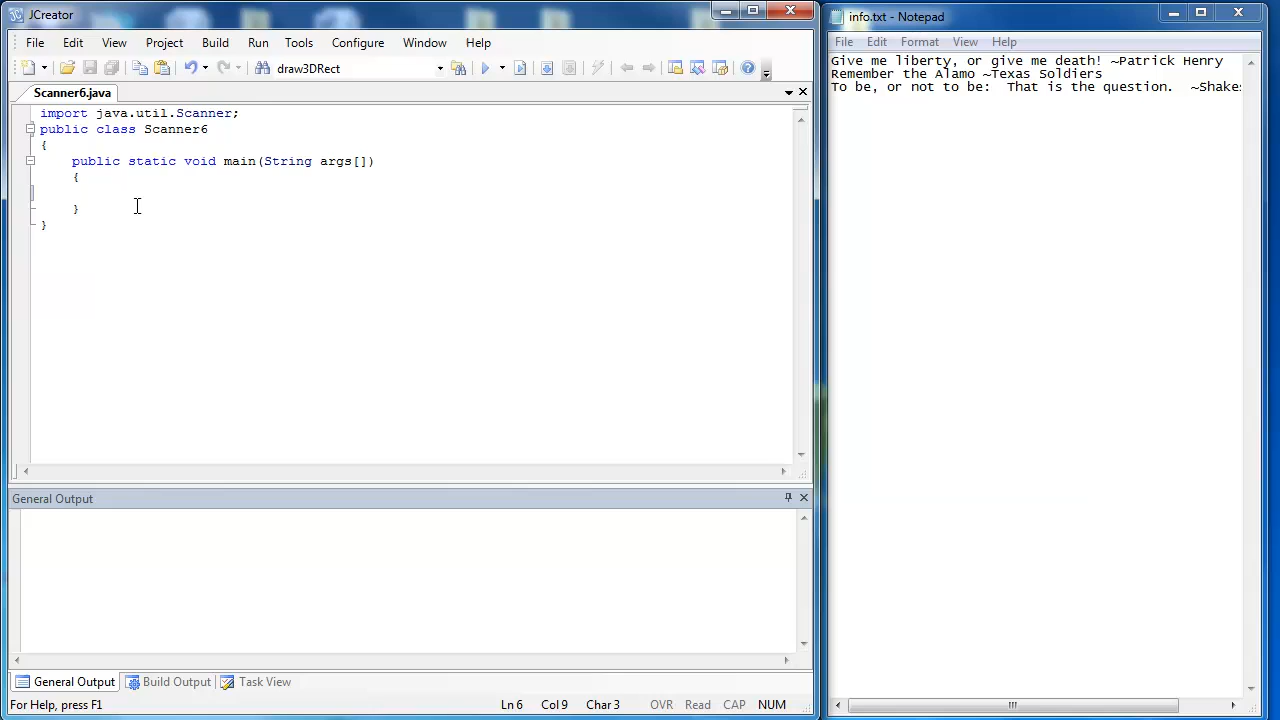 JCreator
File Edit View Project Build Run Tools Configure Window Help
draw3DRect
Scanner6.java
import java.util.Scanner;
public class Scanner6
{
public static void main(String args[])
{
}
}
General Output
General Output Build Output Task View
For Help, press F1 Ln 6 Col 9 Char 3 OVR Read CAP NUM
info.txt - Notepad
File Edit Format View Help
Give me liberty, or give me death! ~Patrick Henry
Remember the Alamo ~Texas Soldiers
To be, or not to be:  That is the question.  ~Shakes